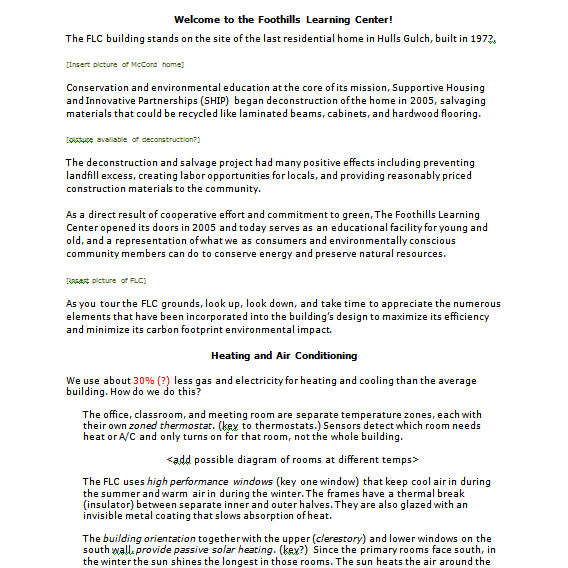 Welcome to the Foothills Learning Center!
The FLC building stands on the site of the last residential home in Hulls Gulch, built in 197?.
[Insert picture of McCord home]
Conservation and environmental education at the core of its mission, Supportive Housing
and Innovative Partnerships (SHIP) began deconstruction of the home in 2005, salvaging
materials that could be recycled like laminated beams, cabinets, and hardwood flooring.
[picture available of deconstruction?]
The deconstruction and salvage project had many positive effects including preventing
landfill excess, creating labor opportunities for locals, and providing reasonably priced
construction materials to the community.
As a direct result of cooperative effort and commitment to green, The Foothills Learning
Center opened its doors in 2005 and today serves as an educational facility for young and
old, and a representation of what we as consumers and environmentally conscious
community members can do to conserve energy and preserve natural resources.
[insert picture of FLC]
As you tour the FLC grounds, look up, look down, and take time to appreciate the numerous
elements that have been incorporated into the building's design to maximize its efficiency
and minimize its carbon footprint environmental impact.
Heating and Air Conditioning
We use about 30% (?) less gas and electricity for heating and cooling than the average
building. How do we do this?
The office, classroom, and meeting room are separate temperature zones, each with
their own zoned thermostat. (key to thermostats.) Sensors detect which room needs
heat or A/C and only turns on for that room, not the whole building.
<add possible diagram of rooms at different temps>
The FLC uses high performance windows (key one window) that keep cool air in during
the summer and warm air in during the winter. The frames have a thermal break
(insulator) between separate inner and outer halves. They are also glazed with an
invisible metal coating that slows absorption of heat.
The building orientation together with the upper (clerestory) and lower windows on the
south wall, provide passive solar heating. (key?) Since the primary rooms face south, in
the winter the sun shines the longest in those rooms. The sun heats the air around the